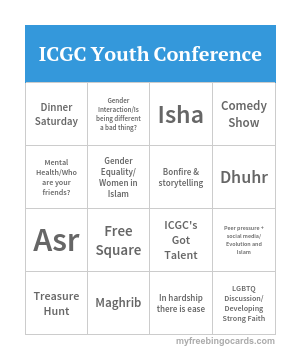 ICGC Youth Conference
Dinner
Saturday
Gender
Interaction/Is
being different
a bad thing?
Isha
Comedy
Show
Mental
Health/Who
are your
friends?
Gender
Equality/
Women in
Islam
Bonfire &
storytelling
Dhuhr
Asr
Free
Square
ICGC's
Got
Talent
Peer pressure +
social media/
Evolution and
Islam
Treasure
Hunt
Maghrib
In hardship
there is ease
LGBTQ
Discussion/
Developing
Strong Faith
myfreebingocards.com